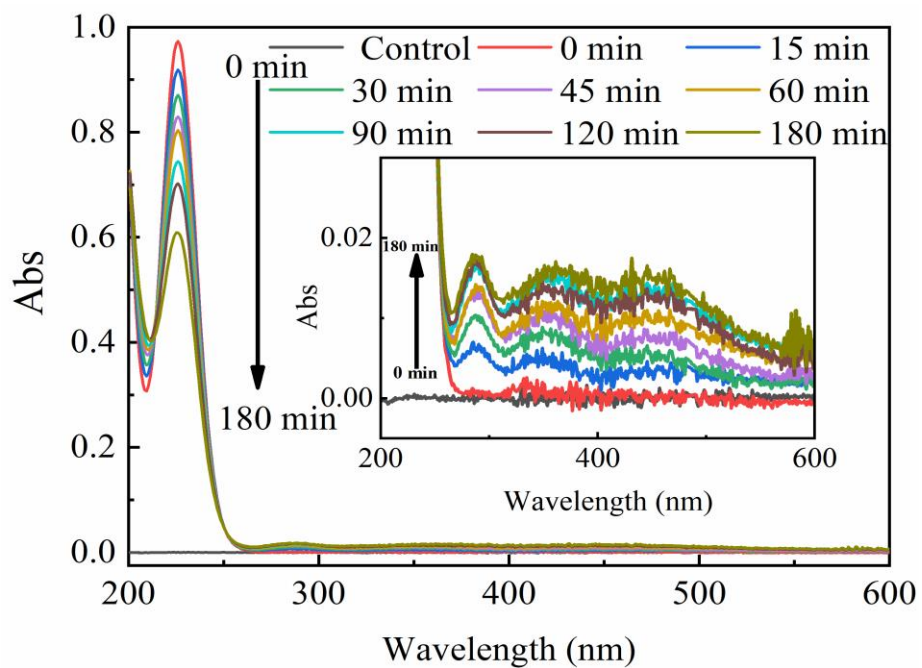 1.0
0.8
0.6
0.4
0.2
0.0
Abs
200
300
400
500
600
Wavelength (nm)
Control
0 min
15 min
30 min
45 min
60 min
90 min
120 min
180 min
0 min
180 min
0.02
0.00
Abs
180 min
0 min
200
400
600
Wavelength (nm)